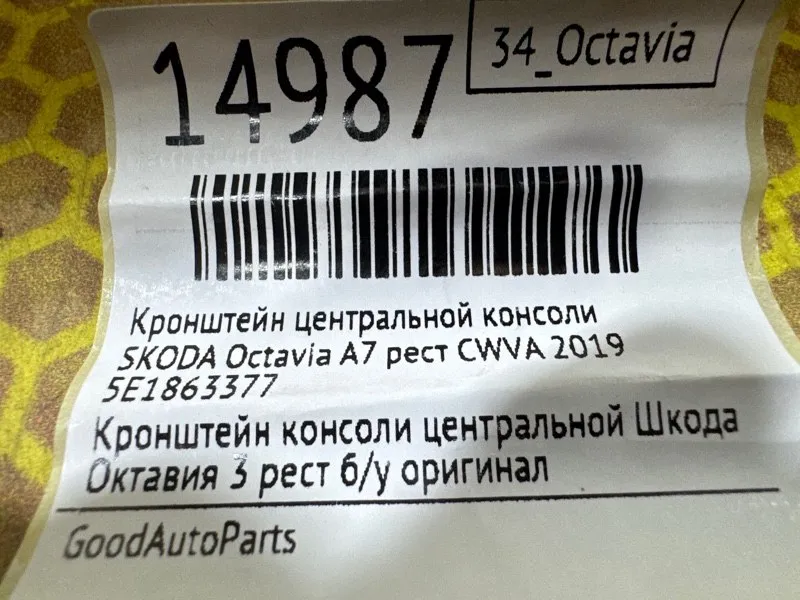 14987
34_Octavia
Кронштейн центральной консоли
SKODA Octavia A7 рест CWVA 2019
5E1863377
Кронштейн консоли центральной Шкода
Октавия 3 рест б/у оригинал
GoodAutoParts